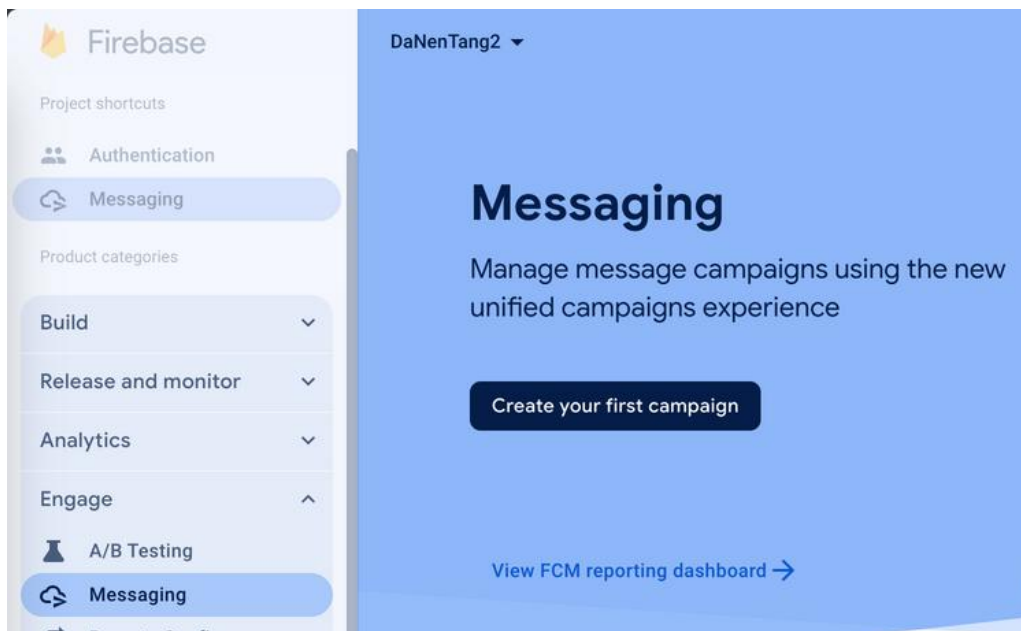 Firebase
Project shortcuts
Authentication
Messaging
Product categories
Build
Release and monitor
Analytics
Engage
A/B Testing
Messaging
DaNenTang2
Messaging
Manage message campaigns using the new
unified campaigns experience
Create your first campaign
View FCM reporting dashboard